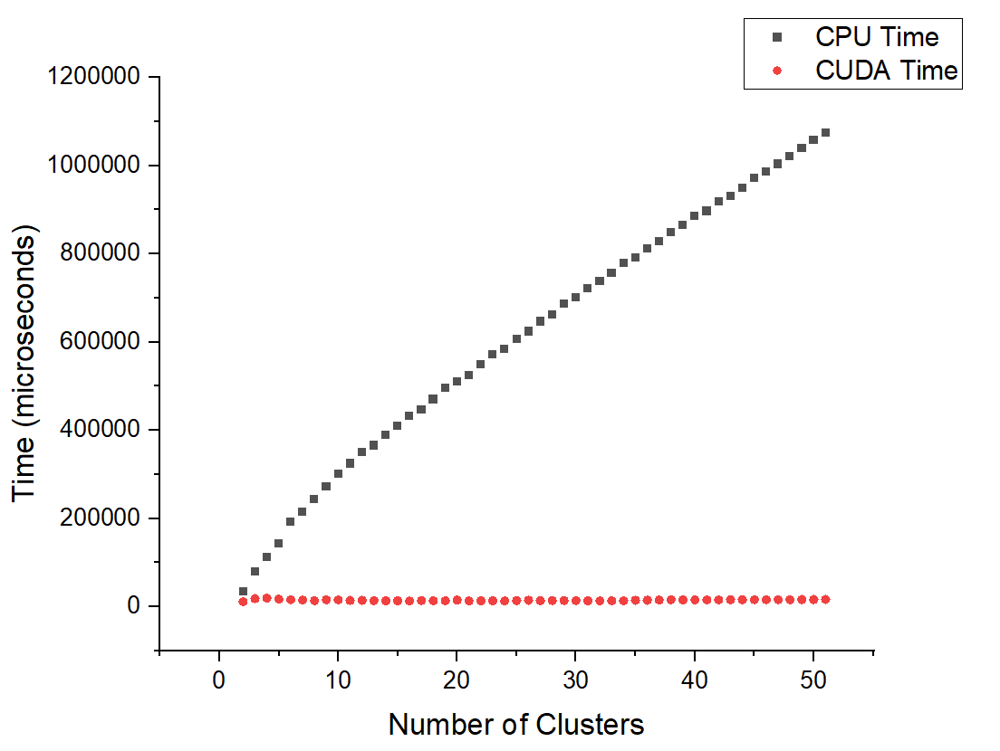 CPU Time
CUDA Time
1200000
1000000
800000
600000
400000
200000
0
Time (microseconds)
0 10 20 30 40 50
Number of Clusters